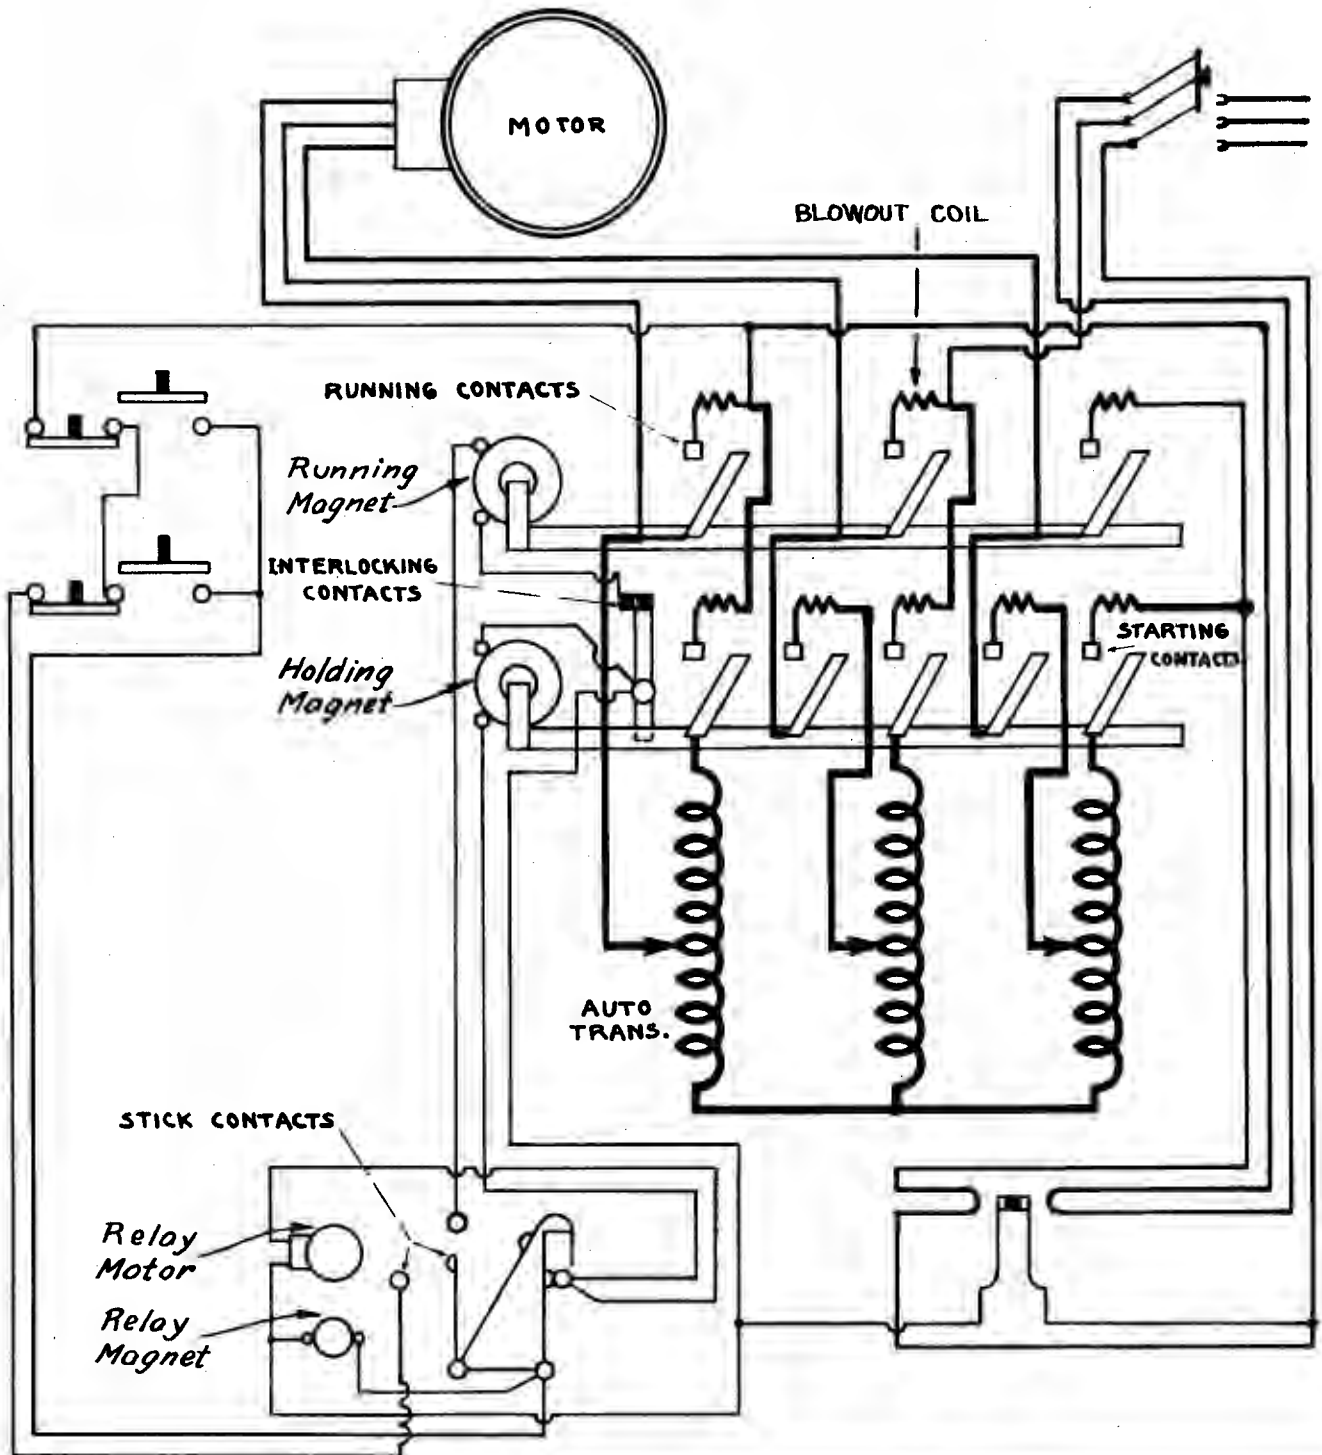 MOTOR
BLOWOUT COIL
RUNNING CONTACTS
Running
Magnet
INTERLOCKING
CONTACTS
STARTING
CONTACTS
Holding
Magnet
AUTO
TRANS.
STICK CONTACTS
Relay
Motor
Relay
Magnet